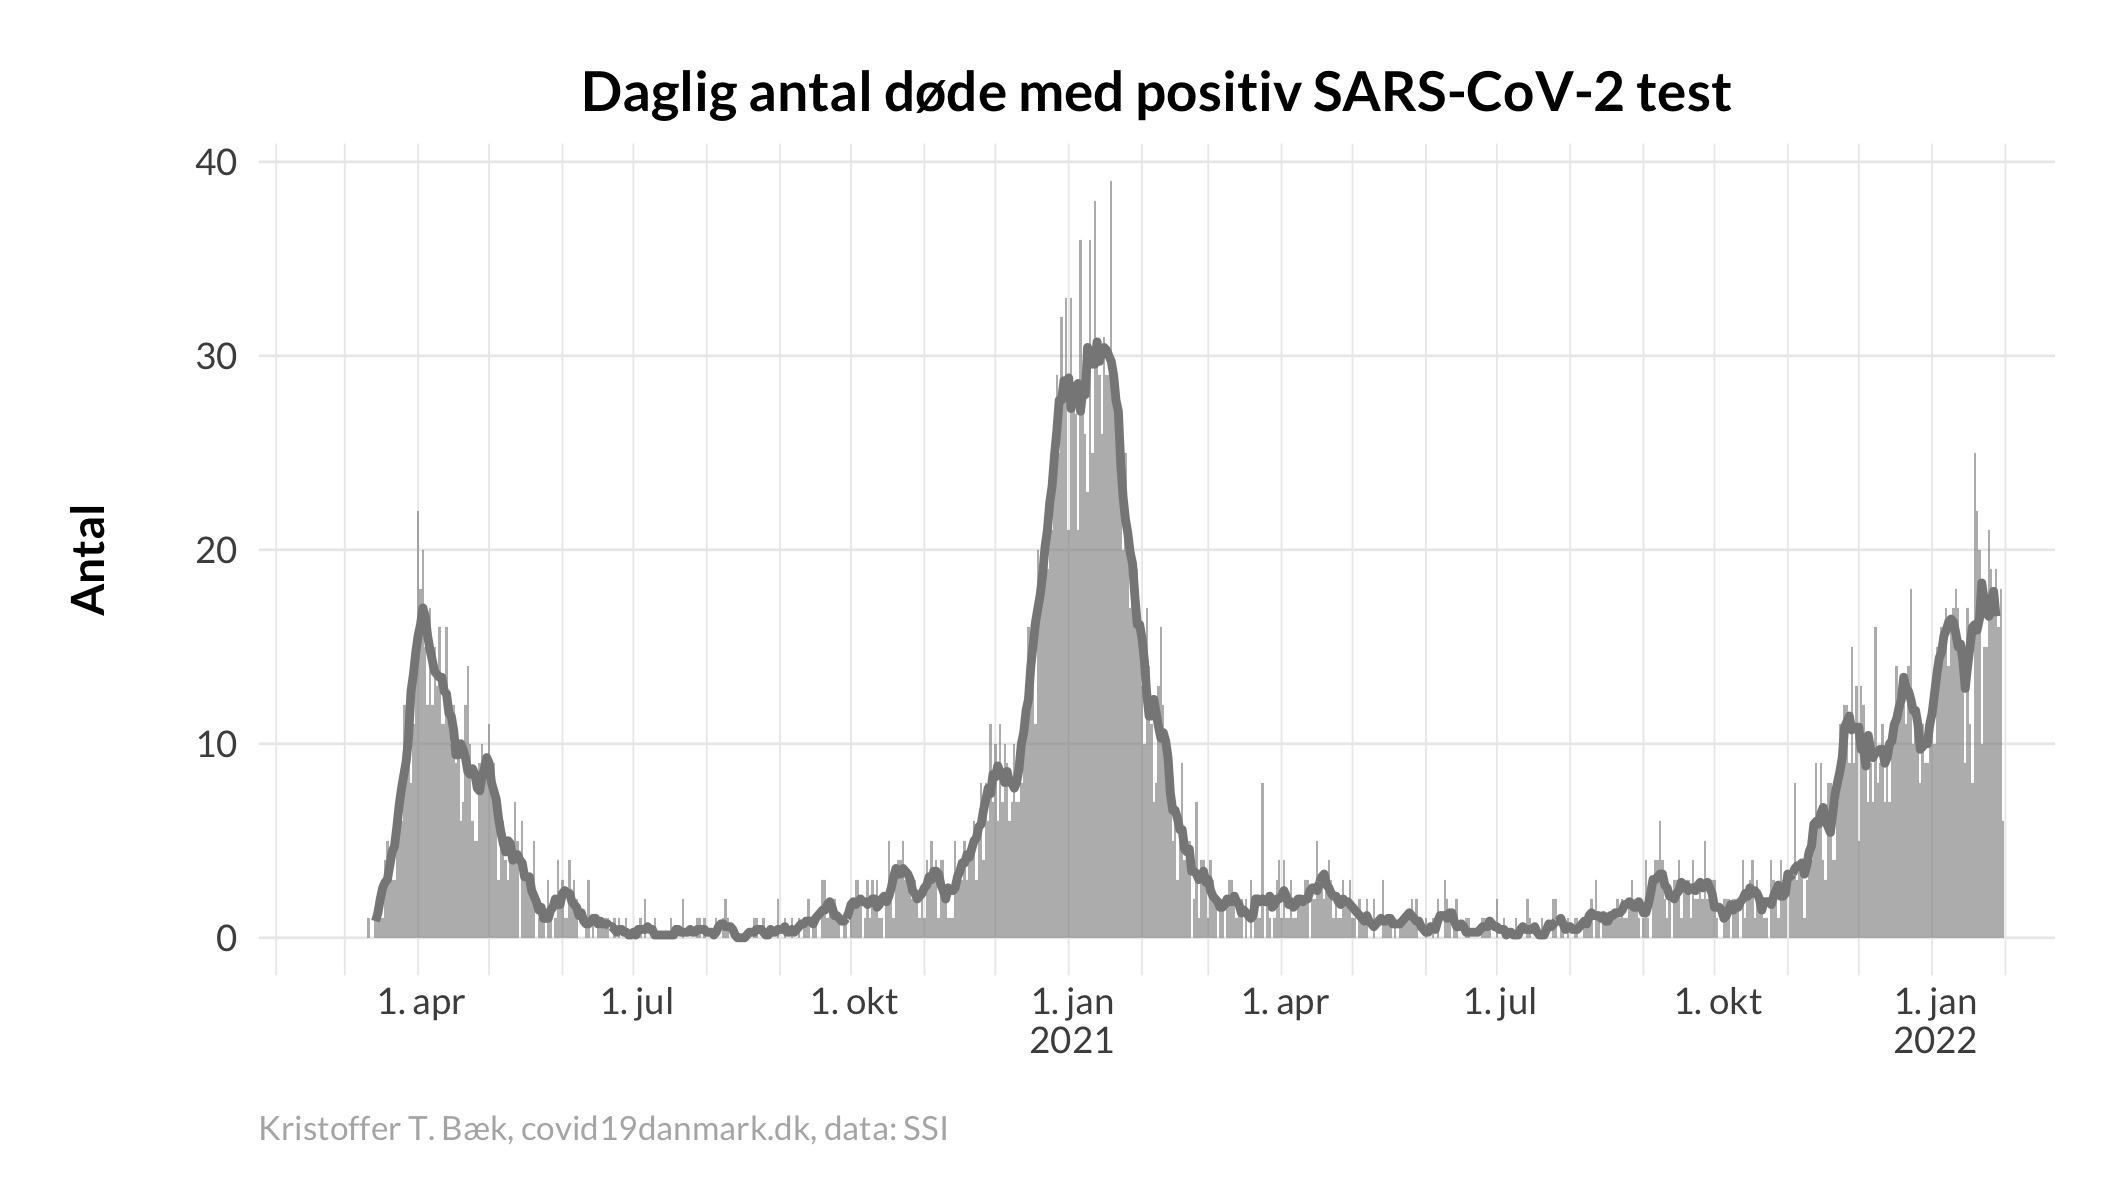 Daglig antal døde med positiv SARS-CoV-2 test
Antal
40
30
20
10
0
1. apr
1. jul
1. okt
1. jan
2021
1. apr
1. jul
1. okt
1. jan
2022
Kristoffer T. Bæk, covid19danmark.dk, data: SSI